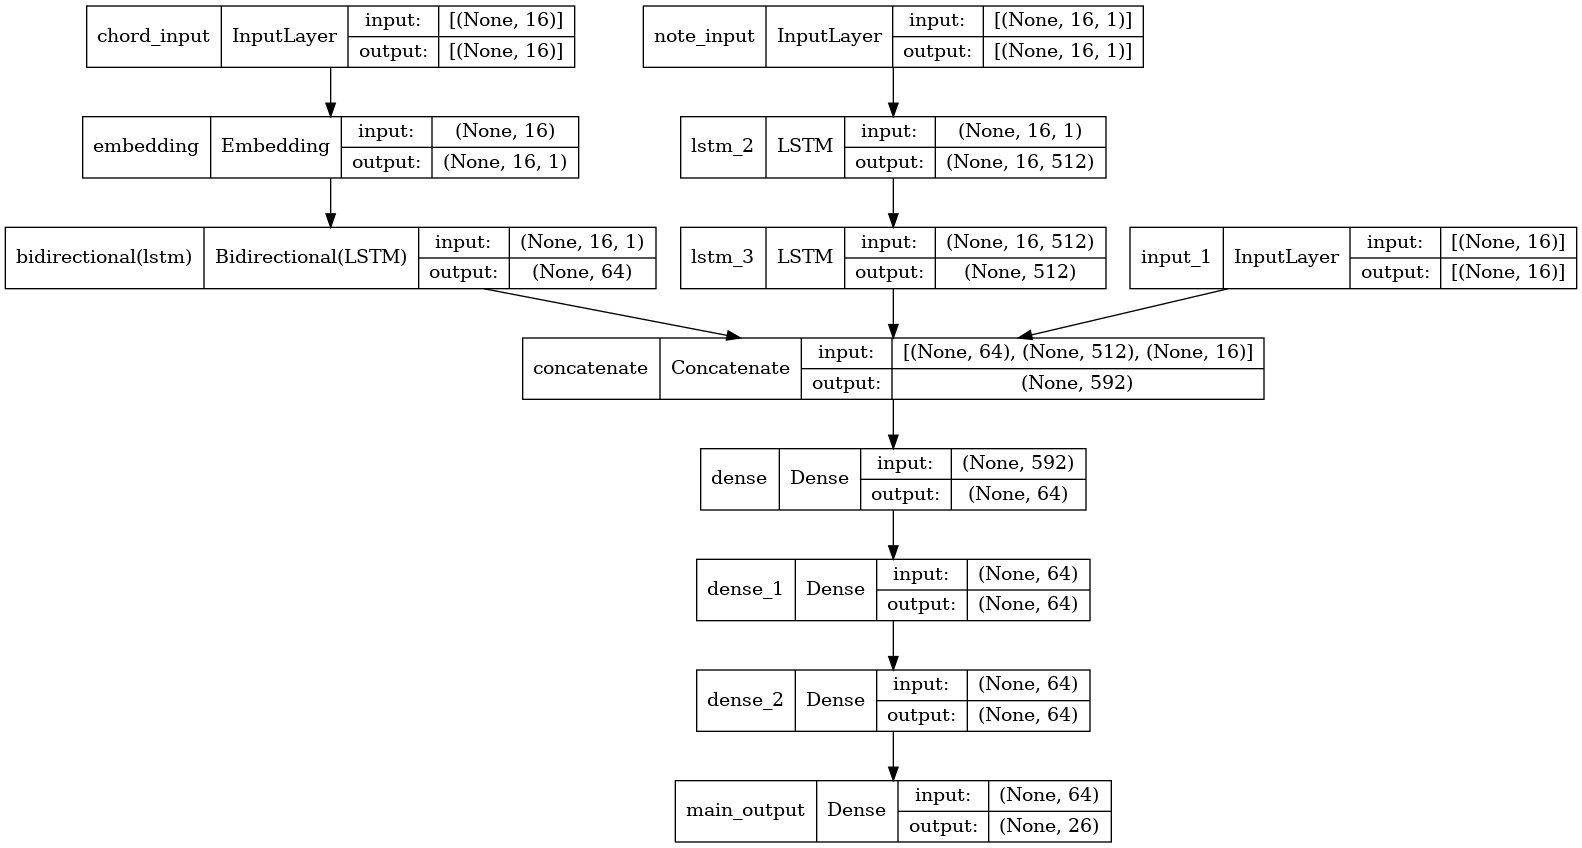 chord_input InputLayer input: [(None, 16)]
output: [(None, 16)]
note_input InputLayer input: [(None, 16, 1)]
output: [(None, 16, 1)]
embedding Embedding input: (None, 16)
output: (None, 16, 1)
lstm_2 LSTM input: (None, 16, 1)
output: (None, 16, 512)
bidirectional(lstm) Bidirectional(LSTM) input: (None, 16, 1)
output: (None, 64)
lstm_3 LSTM input: (None, 16, 512)
output: (None, 512)
input_1 InputLayer input: [(None, 16)]
output: [(None, 16)]
concatenate Concatenate input: [(None, 64), (None, 512), (None, 16)]
output: (None, 592)
dense Dense input: (None, 592)
output: (None, 64)
dense_1 Dense input: (None, 64)
output: (None, 64)
dense_2 Dense input: (None, 64)
output: (None, 64)
main_output Dense input: (None, 64)
output: (None, 26)